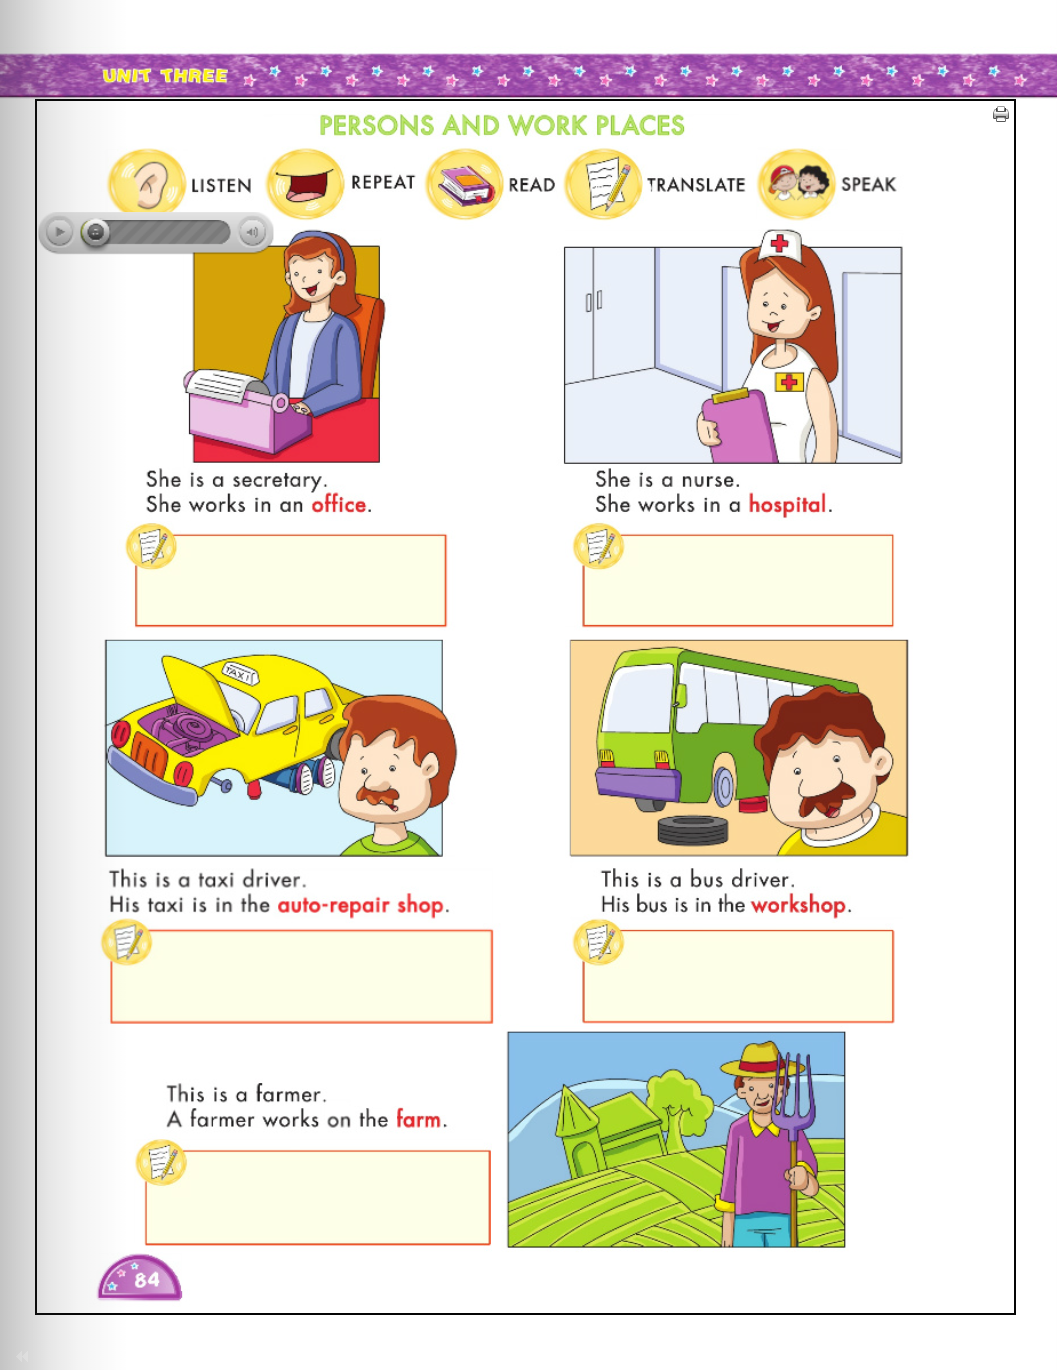 UNIT THREE
PERSONS AND WORK PLACES
LISTEN
REPEAT
READ
TRANSLATE
SPEAK
She is a secretary.
She works in an office.
She is a nurse.
She works in a hospital.
TAXI
This is a taxi driver.
His taxi is in the auto-repair shop.
This is a bus driver.
His bus is in the workshop.
This is a farmer.
A farmer works on the farm.
84